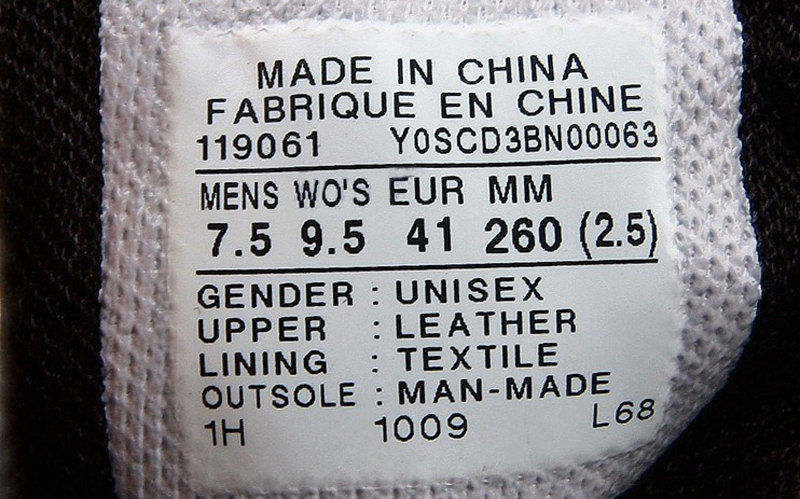 MADE IN CHINA
FABRIQUE EN CHINE
119061 Y0SCD3BN00063
MENS WO'S EUR MM
7.5 9.5 41 260 (2.5)
GENDER : UNISEX
UPPER : LEATHER
LINING : TEXTILE
OUTSOLE : MAN-MADE
1H 1009 L68